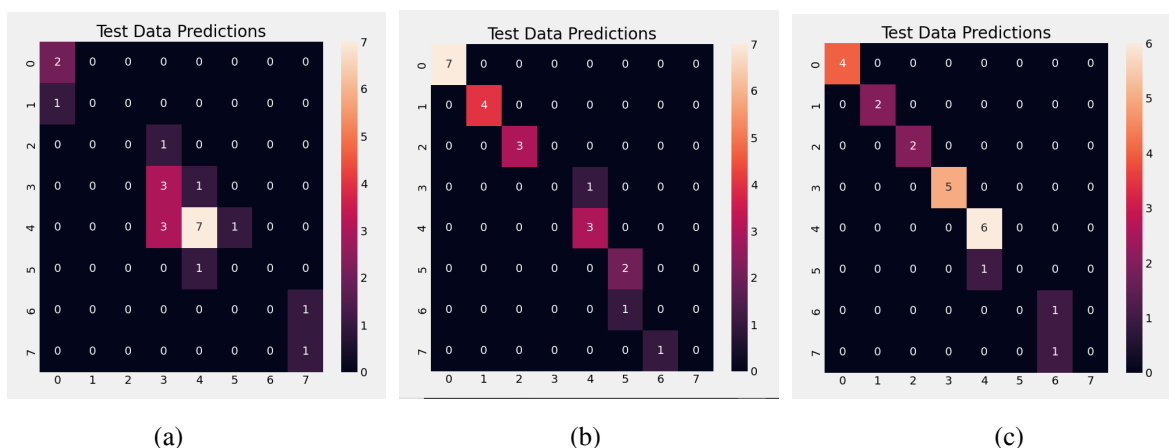 Test Data Predictions
0 2 0 0 0 0 0 0 0 7
1 1 0 0 0 0 0 0 0 6
2 0 0 0 1 0 0 0 0 5
3 0 0 0 3 1 0 0 0 4
4 0 0 0 3 7 1 0 0 3
5 0 0 0 0 1 0 0 0 2
6 0 0 0 0 0 0 0 1 1
7 0 0 0 0 0 0 0 1 0
0 1 2 3 4 5 6 7
(a)
Test Data Predictions
0 7 0 0 0 0 0 0 0 7
1 0 4 0 0 0 0 0 0 6
2 0 0 3 0 0 0 0 0 5
3 0 0 0 0 1 0 0 0 4
4 0 0 0 0 3 0 0 0 3
5 0 0 0 0 0 2 0 0 2
6 0 0 0 0 0 1 0 0 1
7 0 0 0 0 0 0 1 0 0
0 1 2 3 4 5 6 7
(b)
Test Data Predictions
0 4 0 0 0 0 0 0 0 6
1 0 2 0 0 0 0 0 0 5
2 0 0 2 0 0 0 0 0 4
3 0 0 0 5 0 0 0 0 3
4 0 0 0 0 6 0 0 0 2
5 0 0 0 0 1 0 0 0 1
6 0 0 0 0 0 0 1 0 0
7 0 0 0 0 0 0 1 0
0 1 2 3 4 5 6 7
(c)